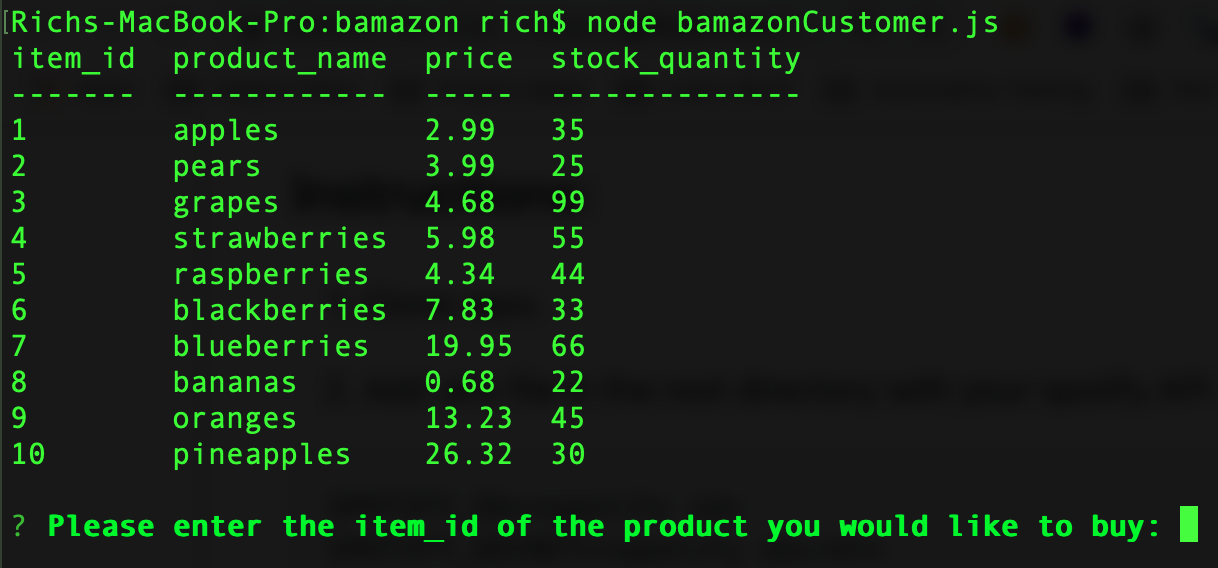 [Richs-MacBook-Pro:bamazon rich$ node bamazonCustomer.js
item_id  product_name  price  stock_quantity
-------  ------------  -----  --------------
1        apples        2.99   35
2        pears         3.99   25
3        grapes        4.68   99
4        strawberries  5.98   55
5        raspberries   4.34   44
6        blackberries  7.83   33
7        blueberries   19.95  66
8        bananas       0.68   22
9        oranges       13.23  45
10       pineapples    26.32  30
? Please enter the item_id of the product you would like to buy: